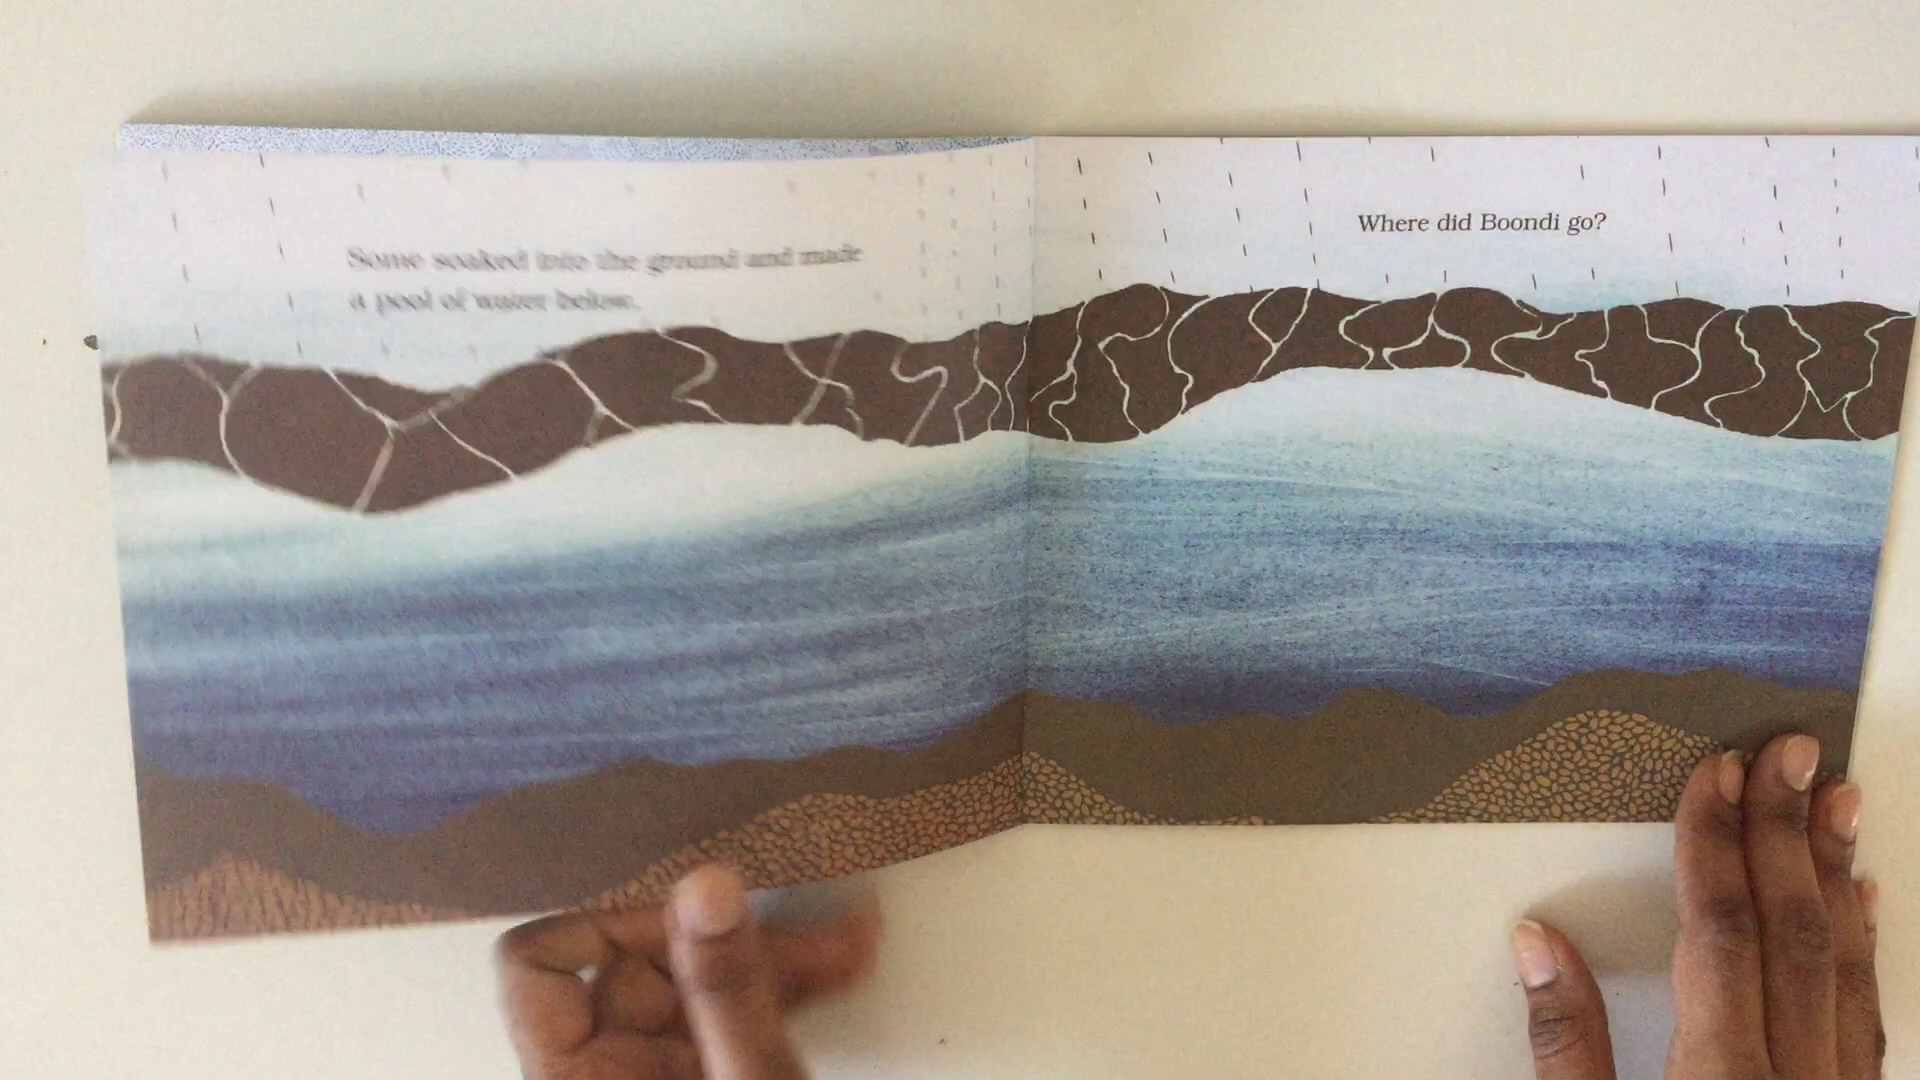 Some soaked into the ground and made
a pool of water below.
Where did Boondi go?